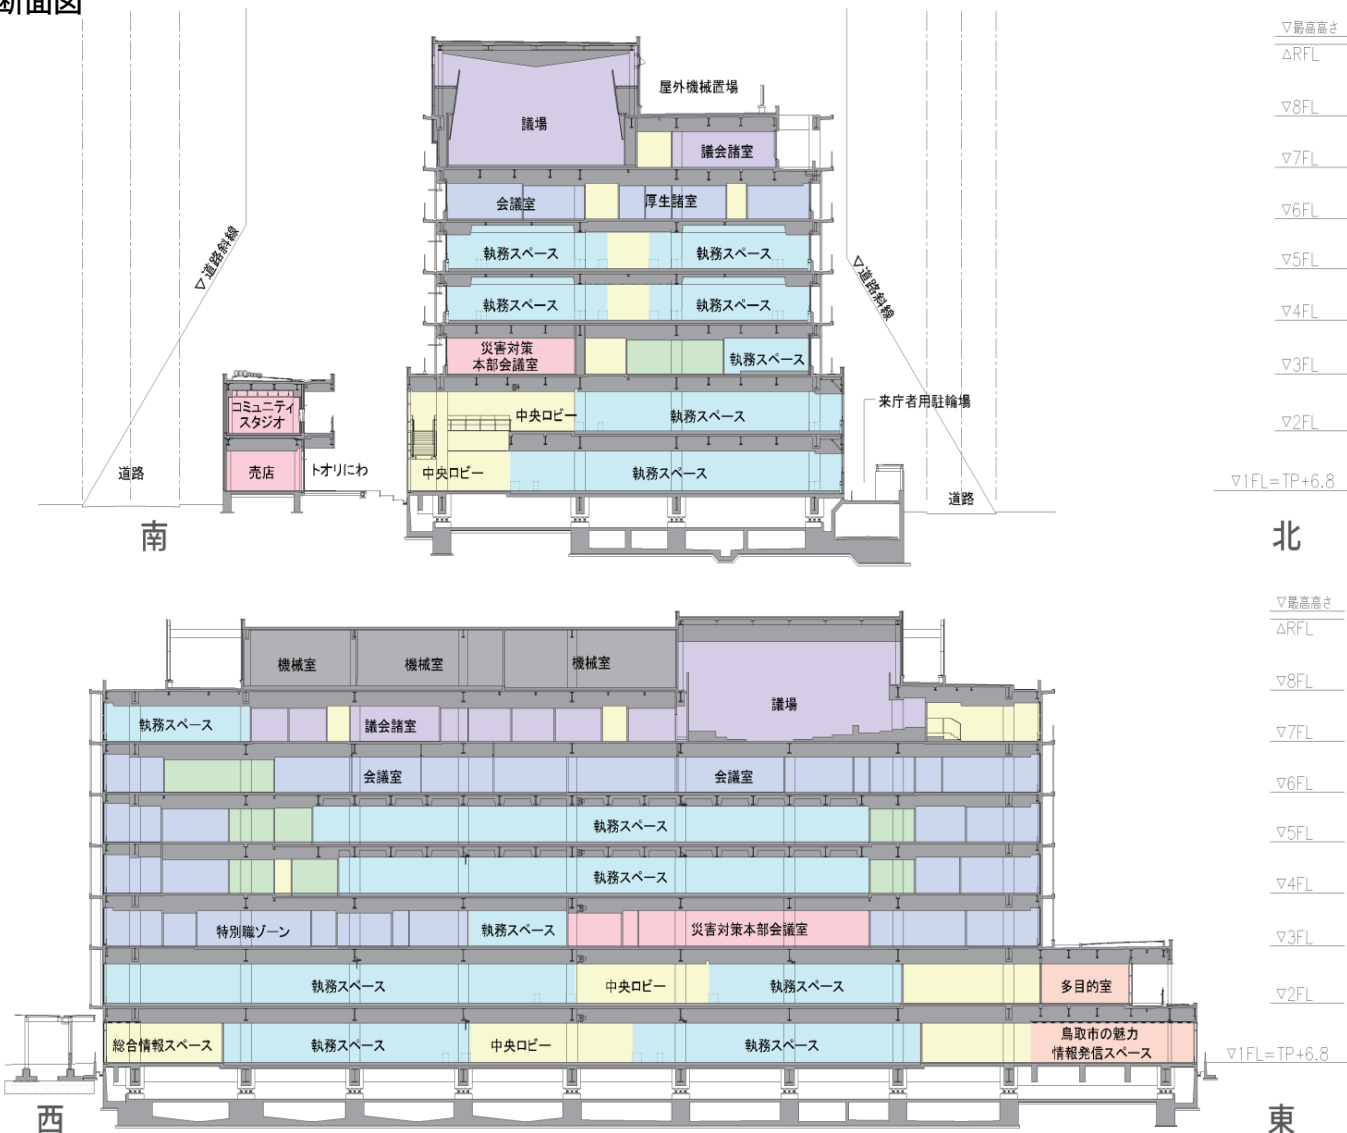 断面図
▽最高高さ
△RFL
屋外機械置場
▽8FL
議場
議会諸室
▽7FL
会議室
厚生諸室
▽6FL
▽道路斜線
執務スペース
執務スペース
▽5FL
▽道路斜線
執務スペース
執務スペース
▽4FL
災害対策
本部会議室
執務スペース
▽3FL
コミュニティ
スタジオ
中央ロビー
執務スペース
来庁者用駐輪場
▽2FL
道路
売店
トオリにわ
中央ロビー
執務スペース
道路
▽1FL=TP+6.8
南
北
▽最高高さ
△RFL
機械室
機械室
機械室
▽8FL
議場
執務スペース
議会諸室
▽7FL
会議室
会議室
▽6FL
執務スペース
▽5FL
執務スペース
▽4FL
特別職ゾーン
執務スペース
災害対策本部会議室
▽3FL
執務スペース
中央ロビー
執務スペース
多目的室
▽2FL
総合情報スペース
執務スペース
中央ロビー
執務スペース
鳥取市の魅力
情報発信スペース
▽1FL=TP+6.8
西
東